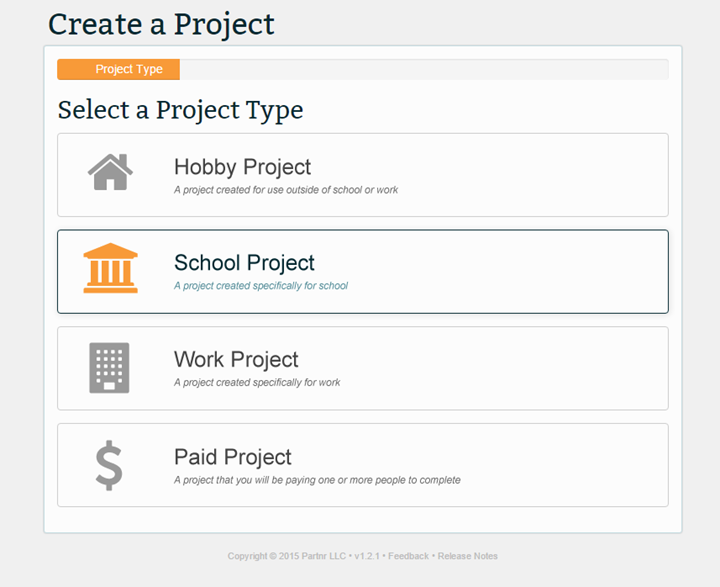 Create a Project
Project Type
Select a Project Type
Hobby Project
A project created for use outside of school or work
School Project
A project created specifically for school
Work Project
A project created specifically for work
$
Paid Project
A project that you will be paying one or more people to complete
Copyright © 2015 Partnr LLC • v1.2.1 • Feedback • Release Notes